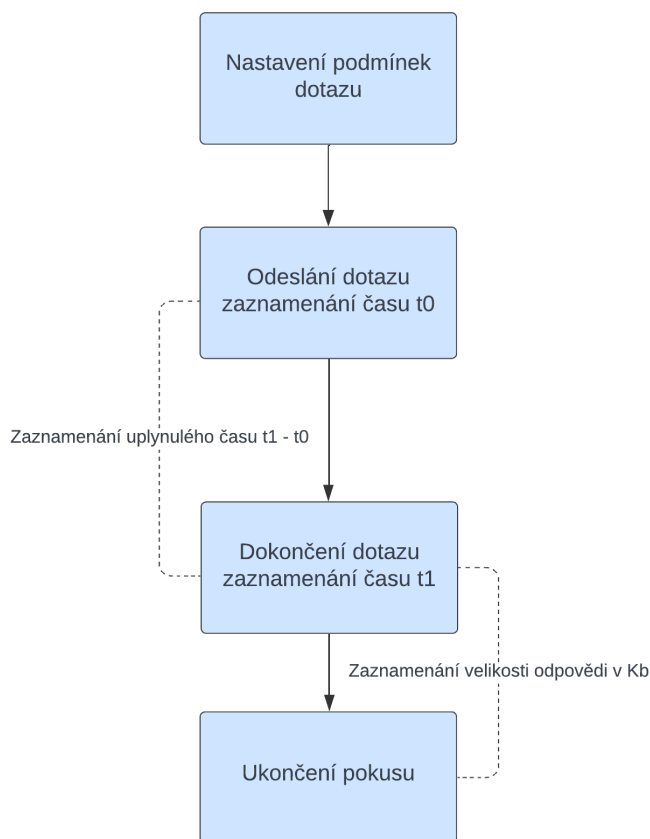 Nastavení podmínek
dotazu
Odeslání dotazu
zaznamenání času t0
Zaznamenání uplynulého času t1 - t0
Dokončení dotazu
zaznamenání času t1
Zaznamenání velikosti odpovědi v Kb
Ukončení pokusu